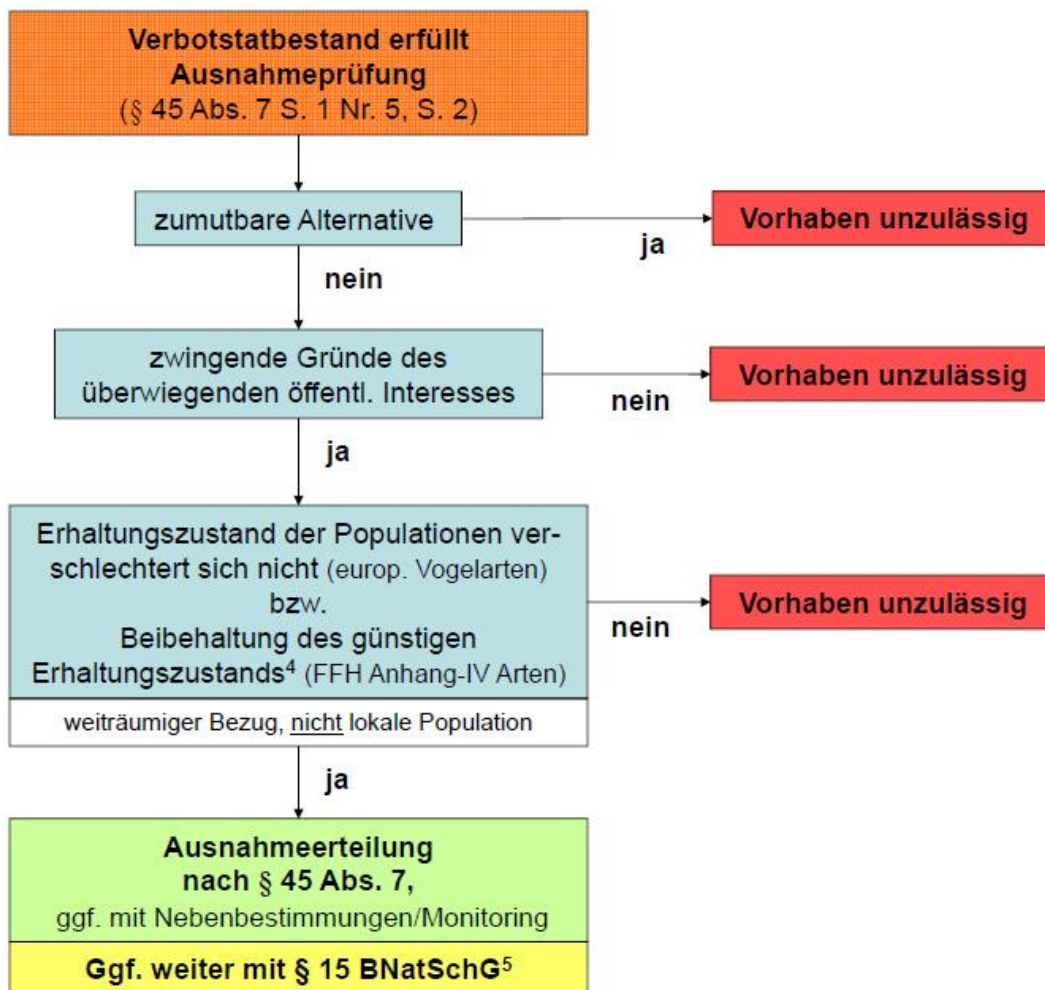 Verbotstatbestand erfüllt
Ausnahmeprüfung
(§ 45 Abs. 7 S. 1 Nr. 5, S. 2)
zumutbare Alternative
Vorhaben unzulässig
ja
nein
zwingende Gründe des
überwiegenden öffentl. Interesses
Vorhaben unzulässig
nein
ja
Erhaltungszustand der Populationen ver-
schlechtert sich nicht (europ. Vogelarten)
bzw.
Beibehaltung des günstigen
Erhaltungszustands⁴ (FFH Anhang-IV Arten)
Vorhaben unzulässig
nein
weiträumiger Bezug, nicht lokale Population
ja
Ausnahmeerteilung
nach § 45 Abs. 7,
ggf. mit Nebenbestimmungen/Monitoring
Ggf. weiter mit § 15 BNatSchG⁵